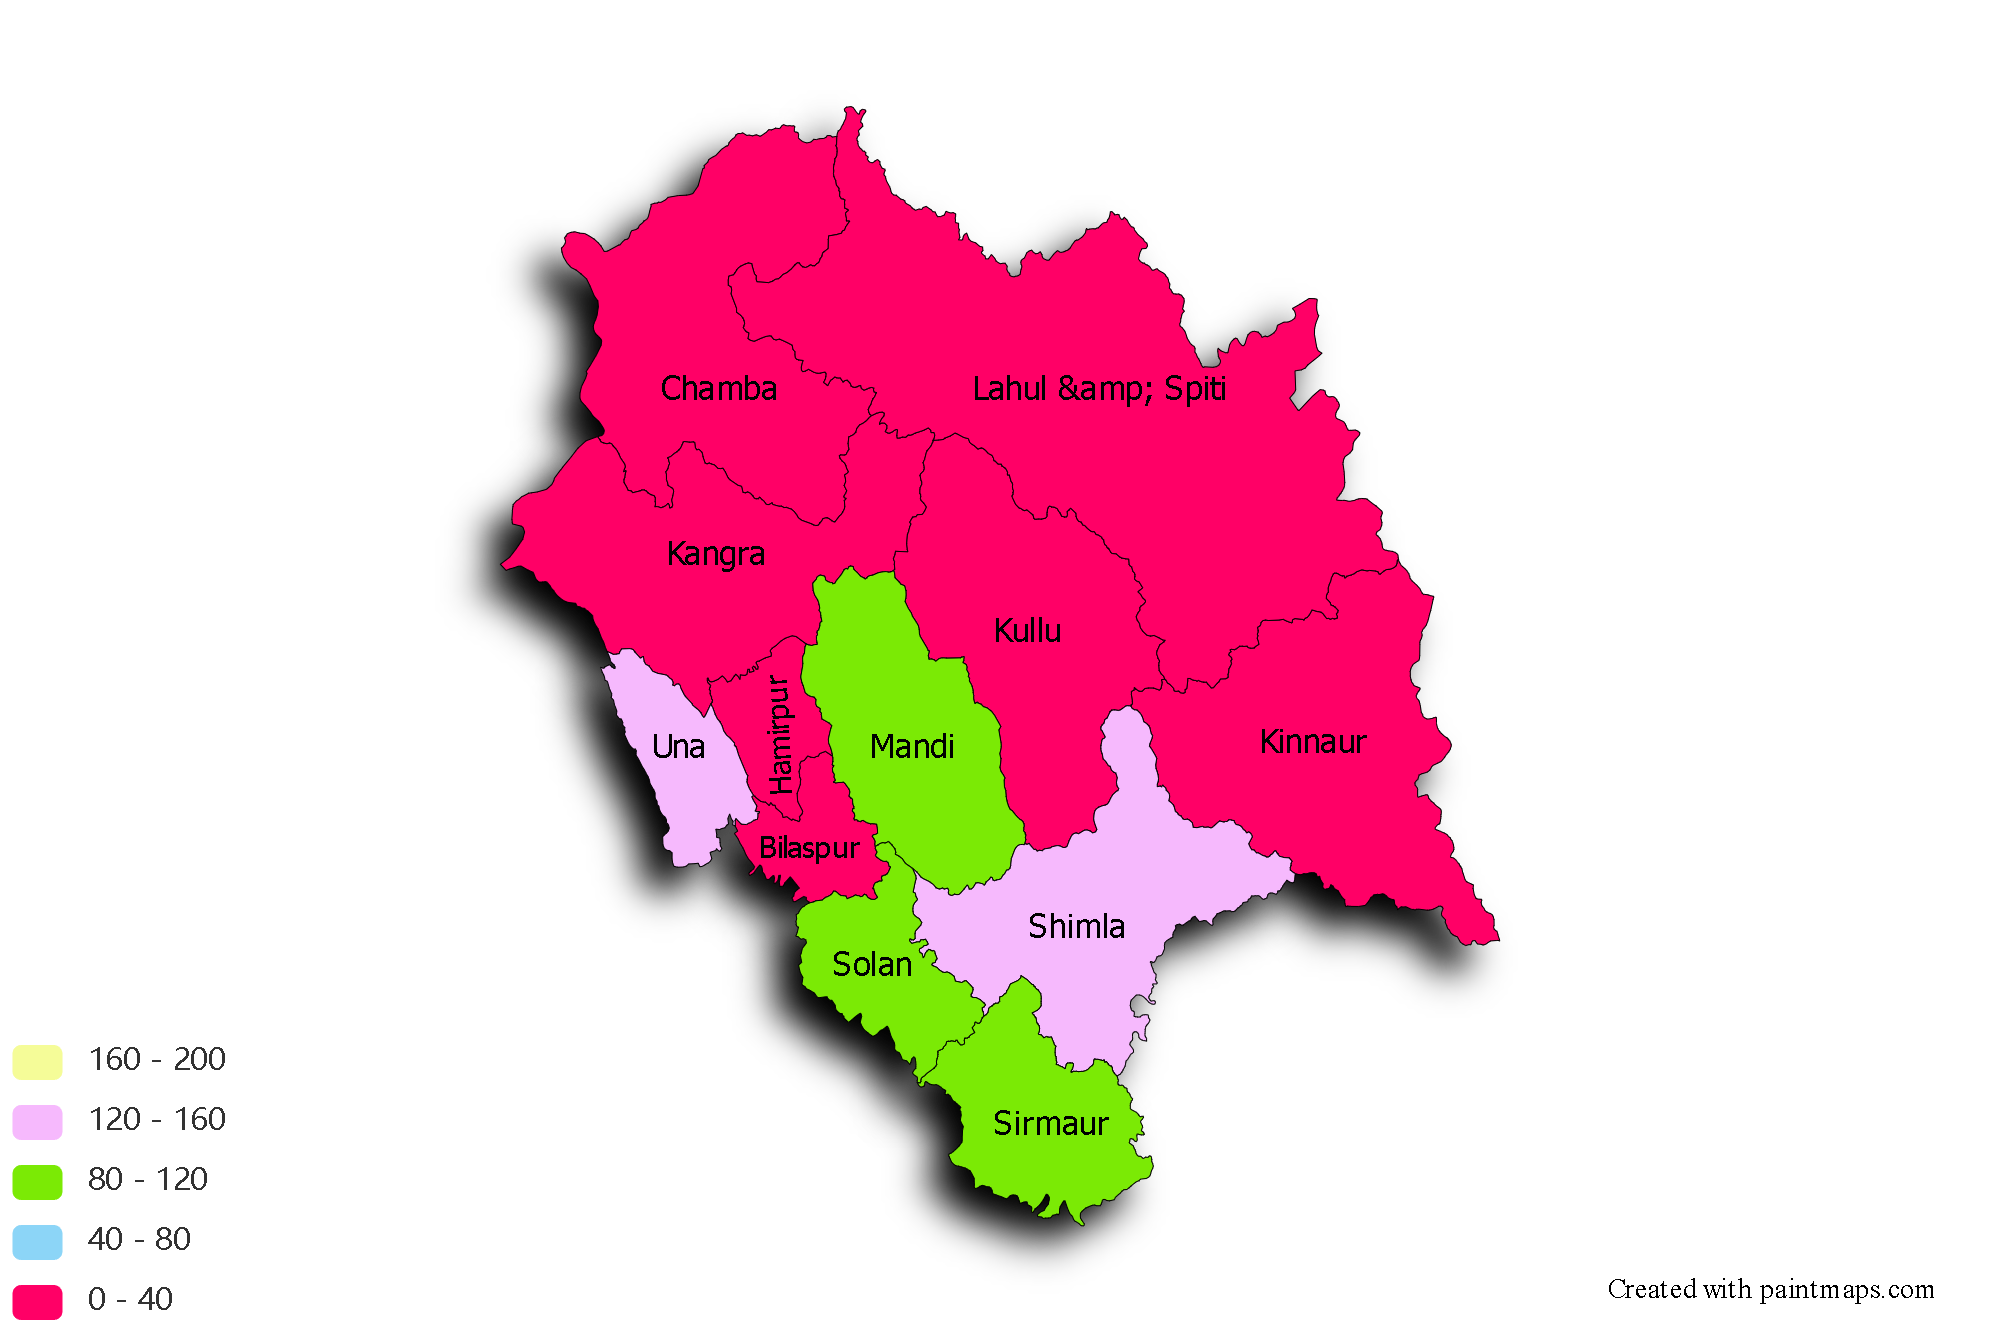 Chamba
Lahul &amp; Spiti
Kangra
Kullu
Hamirpur
Una
Mandi
Kinnaur
Bilaspur
Shimla
Solan
Sirmaur
160 - 200
120 - 160
80 - 120
40 - 80
0 - 40
Created with paintmaps.com